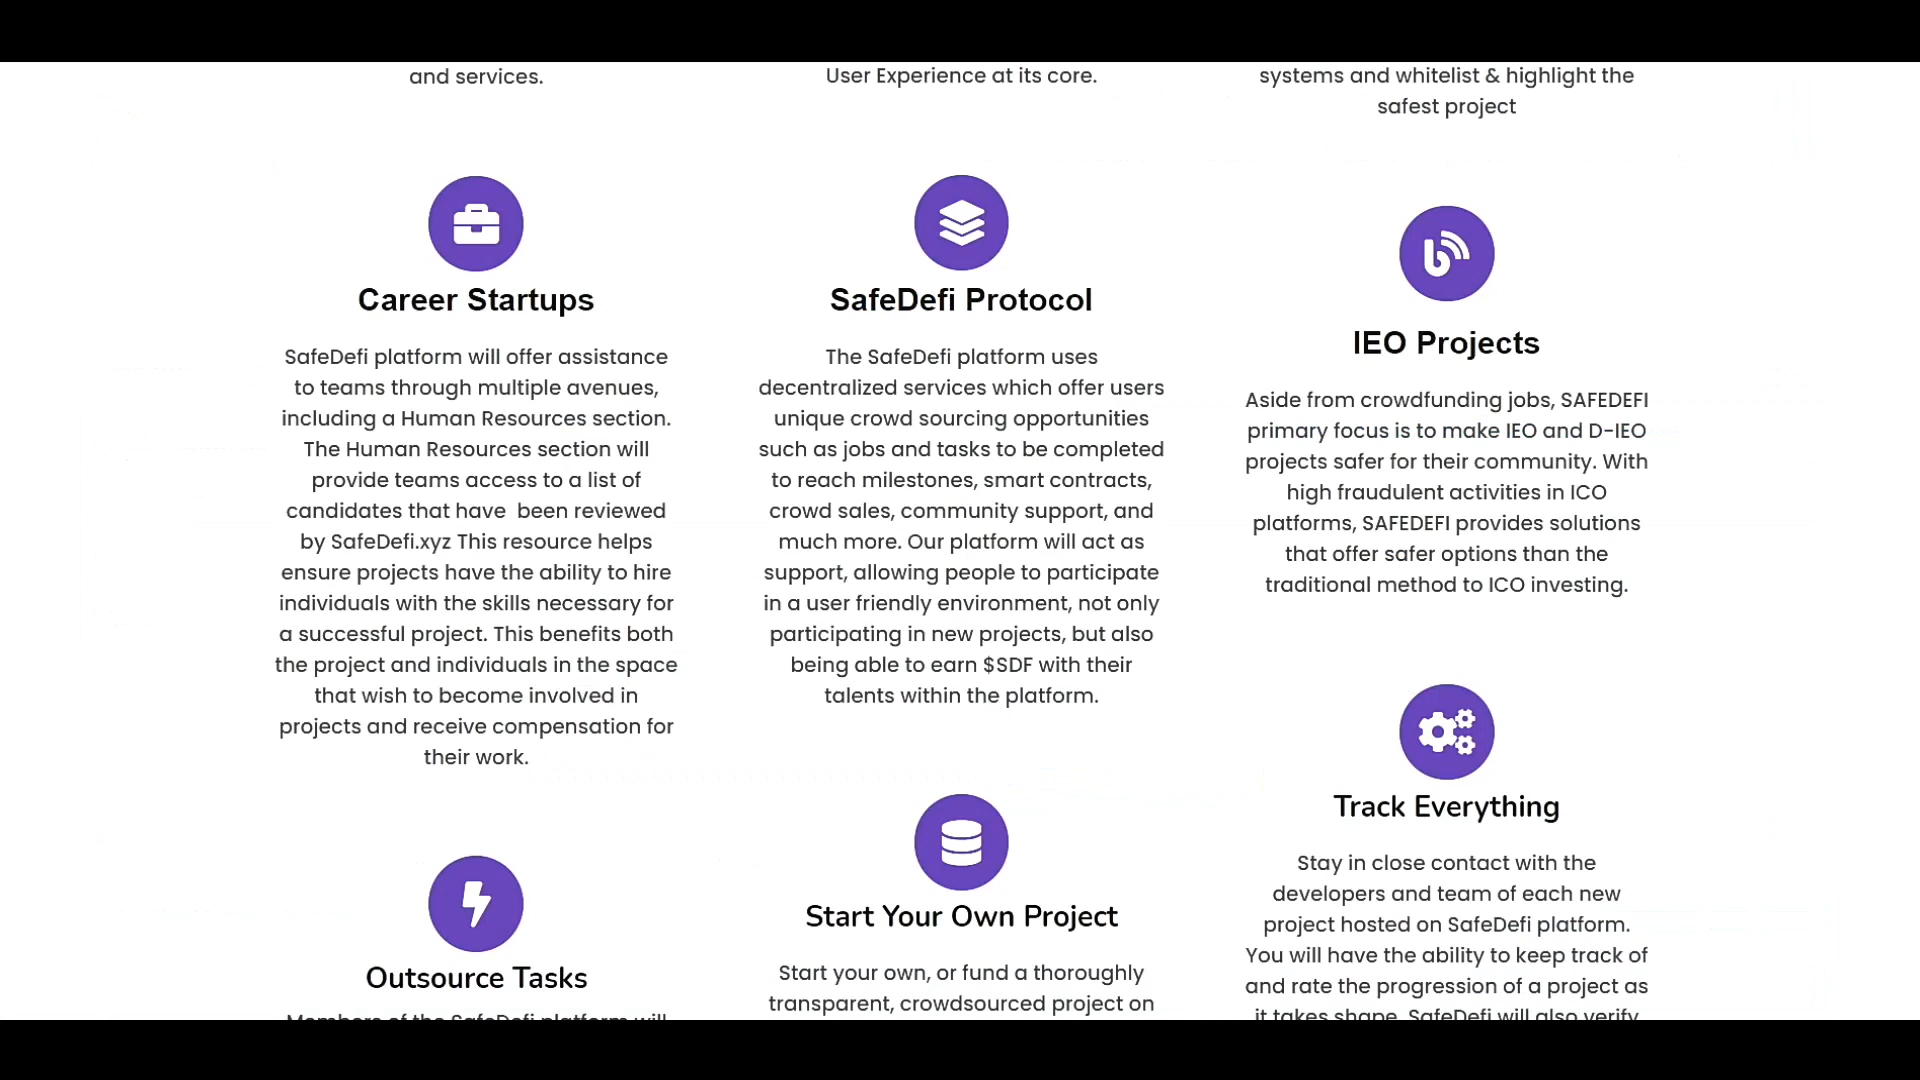 and services.
User Experience at its core.
systems and whitelist & highlight the
safest project
Career Startups
SafeDefi platform will offer assistance
to teams through multiple avenues,
including a Human Resources section.
The Human Resources section will
provide teams access to a list of
candidates that have  been reviewed
by SafeDefi.xyz This resource helps
ensure projects have the ability to hire
individuals with the skills necessary for
a successful project. This benefits both
the project and individuals in the space
that wish to become involved in
projects and receive compensation for
their work.
SafeDefi Protocol
The SafeDefi platform uses
decentralized services which offer users
unique crowd sourcing opportunities
such as jobs and tasks to be completed
to reach milestones, smart contracts,
crowd sales, community support, and
much more. Our platform will act as
support, allowing people to participate
in a user friendly environment, not only
participating in new projects, but also
being able to earn $SDF with their
talents within the platform.
IEO Projects
Aside from crowdfunding jobs, SAFEDEFI
primary focus is to make IEO and D-IEO
projects safer for their community. With
high fraudulent activities in ICO
platforms, SAFEDEFI provides solutions
that offer safer options than the
traditional method to ICO investing.
Outsource Tasks
Members of the SafeDefi platform will
Start Your Own Project
Start your own, or fund a thoroughly
transparent, crowdsourced project on
Track Everything
Stay in close contact with the
developers and team of each new
project hosted on SafeDefi platform.
You will have the ability to keep track of
and rate the progression of a project as
it takes shape. SafeDefi will also verify